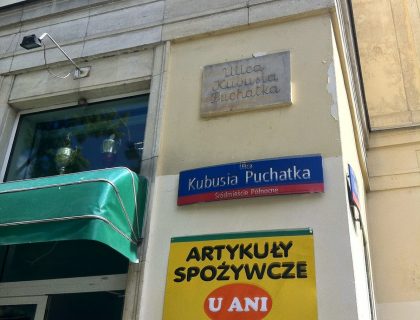 Ulica
Kubusia
Puchatka
Ulica
Kubusia Puchatka
Śródmieście Północne
ARTYKUŁY
SPOŻYWCZE
U ANI